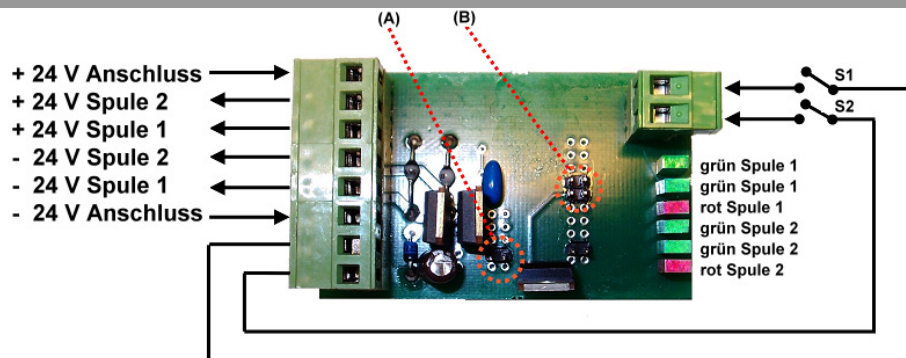 (A)
(B)
+ 24 V Anschluss
+ 24 V Spule 2
+ 24 V Spule 1
- 24 V Spule 2
- 24 V Spule 1
- 24 V Anschluss
S1
S2
grün Spule 1
grün Spule 1
rot Spule 1
grün Spule 2
grün Spule 2
rot Spule 2